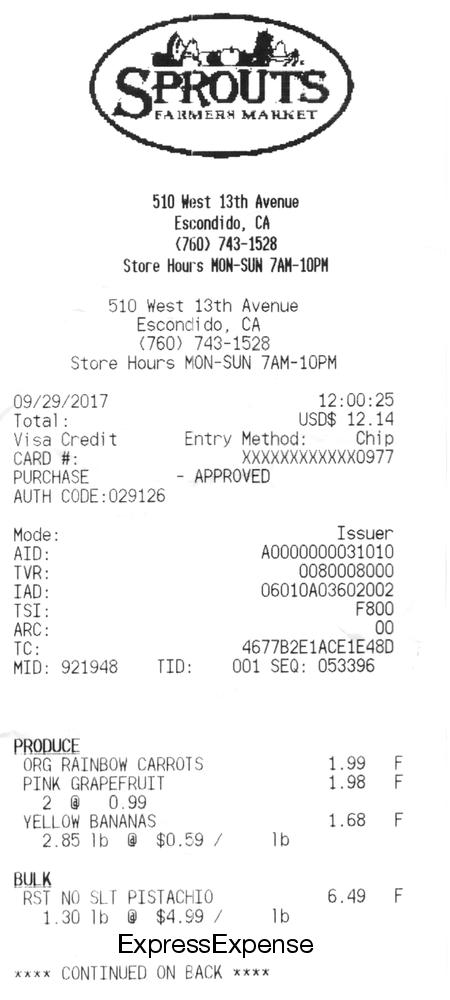 SPROUTS
FARMERS MARKET
510 West 13th Avenue
Escondido, CA
(760) 743-1528
Store Hours MON-SUN 7AM-10PM
510 West 13th Avenue
Escondido, CA
(760) 743-1528
Store Hours MON-SUN 7AM-10PM
09/29/2017 12:00:25
Total: USD$ 12.14
Visa Credit Entry Method: Chip
CARD #: XXXXXXXXXXXX0977
PURCHASE - APPROVED
AUTH CODE:029126
Mode: Issuer
AID: A0000000031010
TVR: 0080008000
IAD: 06010A03602002
TSI: F800
ARC: 00
TC: 4677B2E1ACE1E48D
MID: 921948 TID: 001 SEQ: 053396
PRODUCE
ORG RAINBOW CARROTS 1.99 F
PINK GRAPEFRUIT 1.98 F
2 @ 0.99
YELLOW BANANAS 1.68 F
2.85 lb @ $0.59 / lb
BULK
RST NO SLT PISTACHIO 6.49 F
1.30 lb @ $4.99 / lb
ExpressExpense
**** CONTINUED ON BACK ****